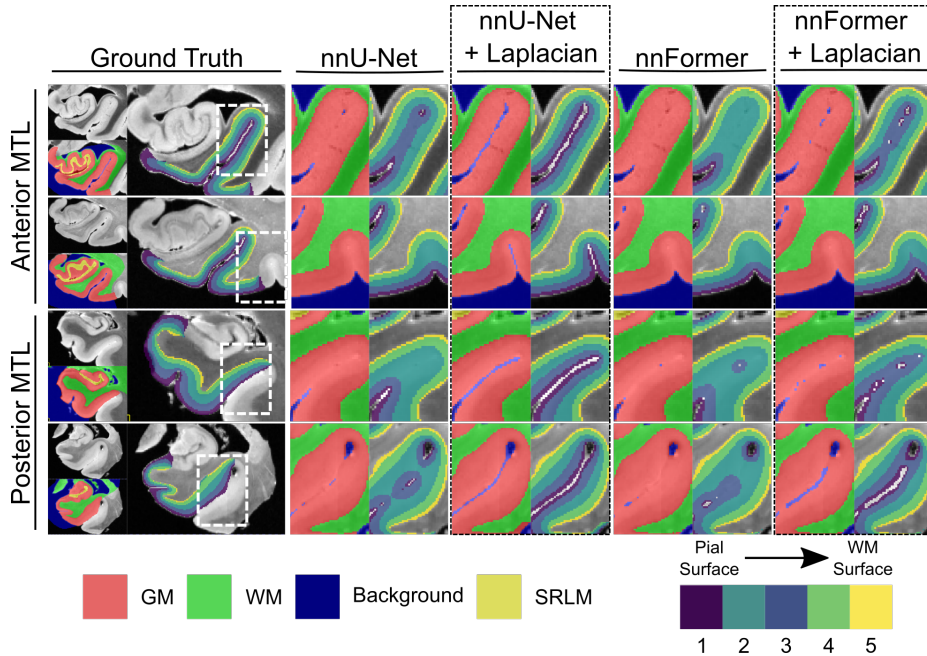 Ground Truth
nnU-Net
nnU-Net
+ Laplacian
nnFormer
nnFormer
+ Laplacian
Anterior MTL
Posterior MTL
GM
WM
Background
SRLM
Pial
Surface
WM
Surface
1 2 3 4 5